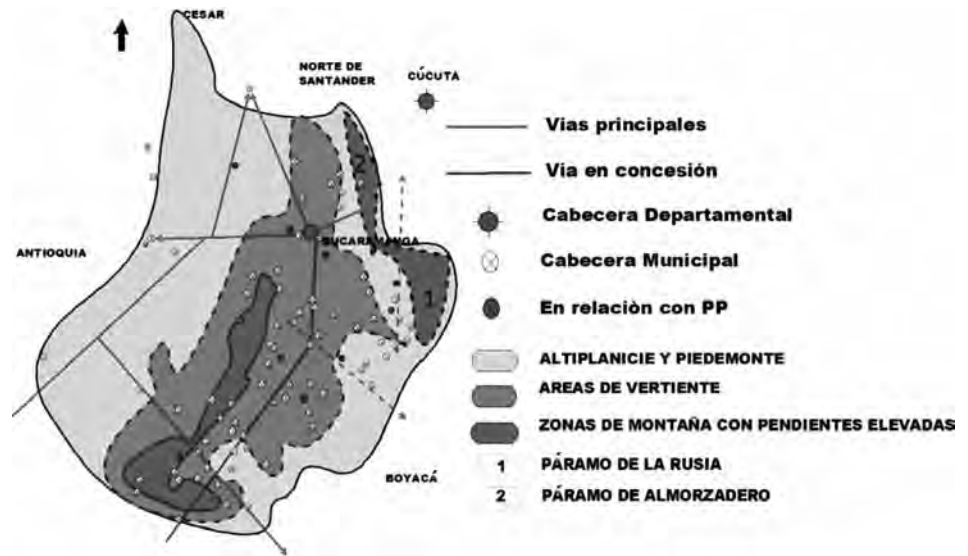 CESAR
NORTE DE
SANTANDER
CÚCUTA
ANTIOQUIA
BUCARAMANGA
BOYACÁ
2
1
Vias principales
Via en concesión
Cabecera Departamental
Cabecera Municipal
En relaciòn con PP
ALTIPLANICIE Y PIEDEMONTE
AREAS DE VERTIENTE
ZONAS DE MONTAÑA CON PENDIENTES ELEVADAS
1 PÁRAMO DE LA RUSIA
2 PÁRAMO DE ALMORZADERO